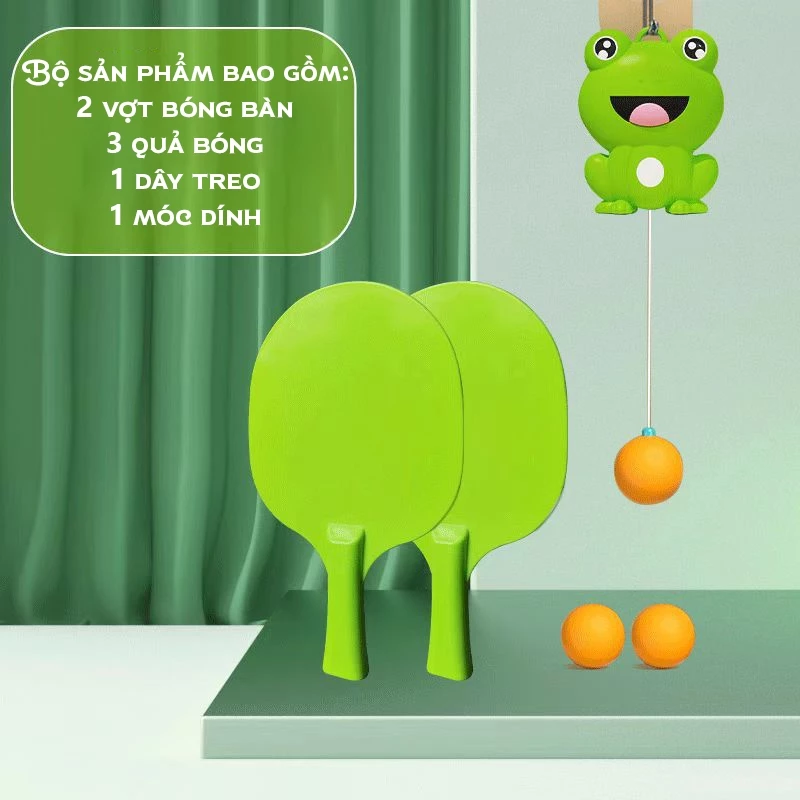 Bộ sản phẩm bao gồm:
2 vợt bóng bàn
3 quả bóng
1 dây treo
1 móc dính